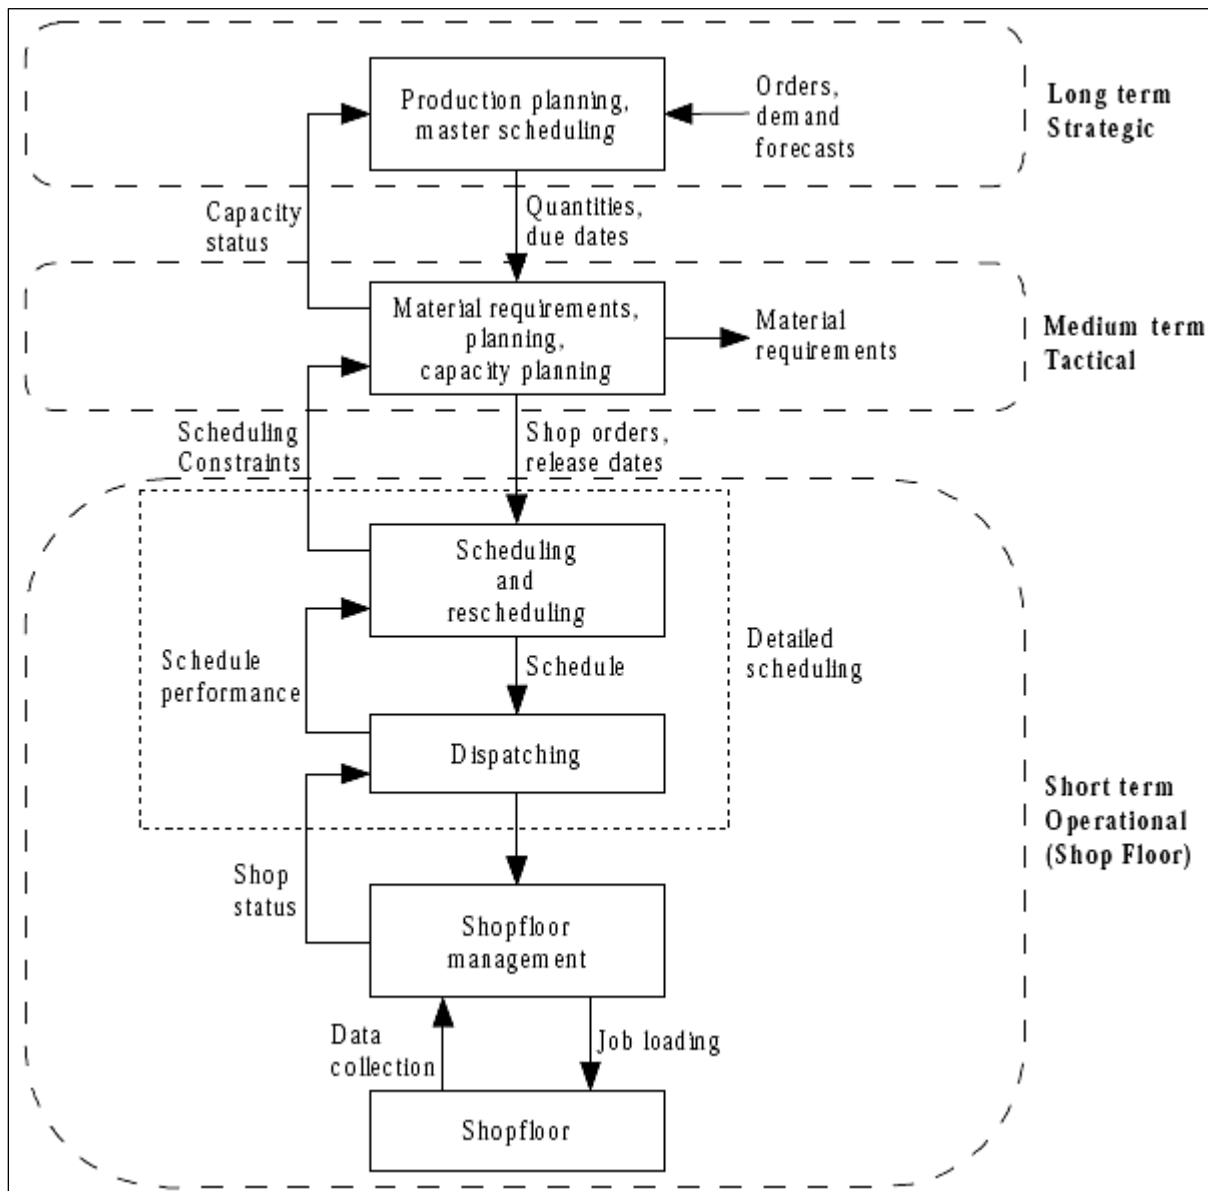 Production planning,
master scheduling
Orders,
demand
forecasts
Long term
Strategic
Capacity
status
Quantities,
due dates
Material requirements,
planning,
capacity planning
Material
requirements
Medium term
Tactical
Scheduling
Constraints
Shop orders,
release dates
Scheduling
and
rescheduling
Detailed
scheduling
Schedule
performance
Schedule
Dispatching
Short term
Operational
(Shop Floor)
Shop
status
Shopfloor
management
Data
collection
Job loading
Shopfloor